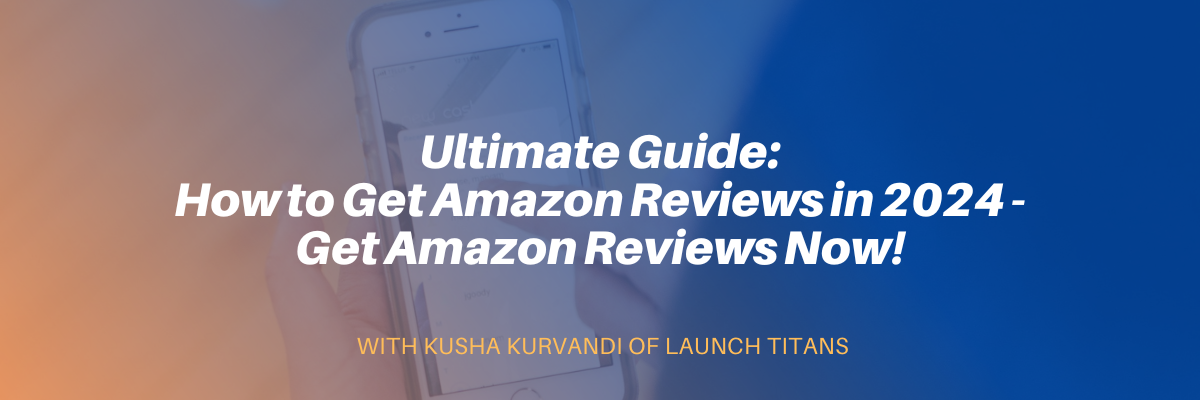 Ultimate Guide:
How to Get Amazon Reviews in 2024 -
Get Amazon Reviews Now!
WITH KUSHA KURVANDI OF LAUNCH TITANS